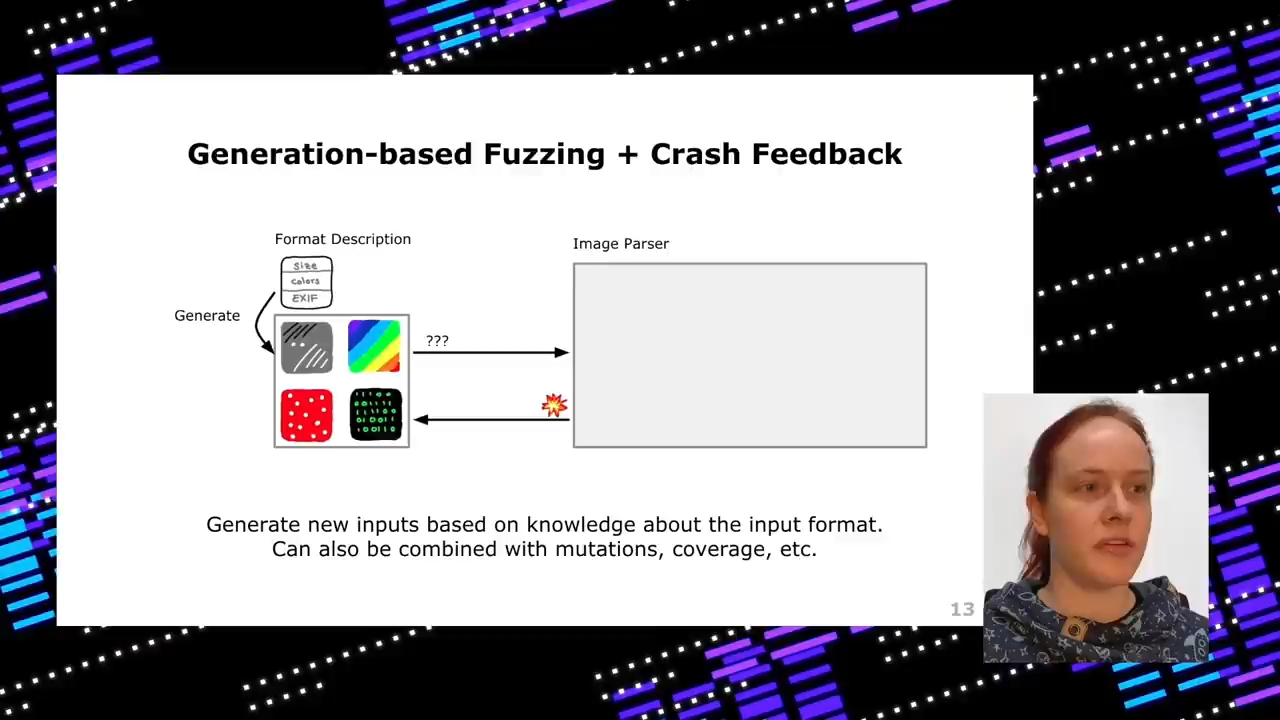 Generation-based Fuzzing + Crash Feedback
Format Description
Image Parser
Size
Colors
EXIF
Generate
???
Generate new inputs based on knowledge about the input format.
Can also be combined with mutations, coverage, etc.
13